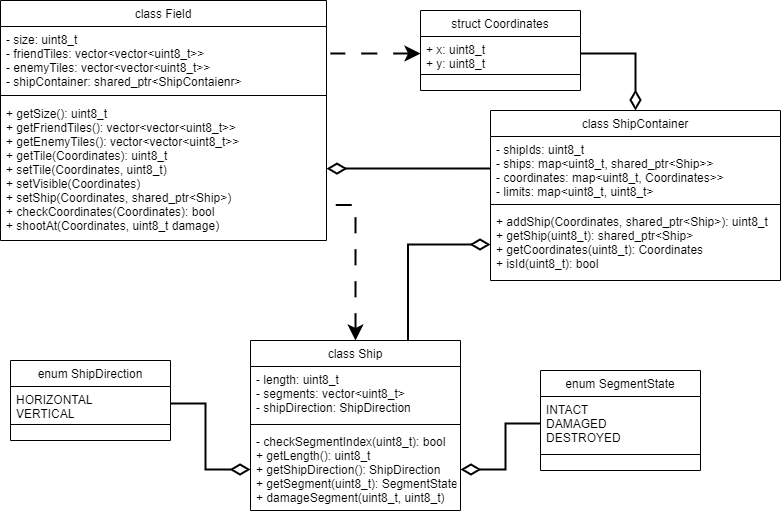 class Field
- size: uint8_t
- friendTiles: vector<vector<uint8_t>>
- enemyTiles: vector<vector<uint8_t>>
- shipContainer: shared_ptr<ShipContaienr>
+ getSize(): uint8_t
+ getFriendTiles(): vector<vector<uint8_t>>
+ getEnemyTiles(): vector<vector<uint8_t>>
+ getTile(Coordinates): uint8_t
+ setTile(Coordinates, uint8_t)
+ setVisible(Coordinates)
+ setShip(Coordinates, shared_ptr<Ship>)
+ checkCoordinates(Coordinates): bool
+ shootAt(Coordinates, uint8_t damage)
struct Coordinates
+ x: uint8_t
+ y: uint8_t
class ShipContainer
- shipIds: uint8_t
- ships: map<uint8_t, shared_ptr<Ship>>
- coordinates: map<uint8_t, Coordinates>>
- limits: map<uint8_t, uint8_t>
+ addShip(Coordinates, shared_ptr<Ship>): uint8_t
+ getShip(uint8_t): shared_ptr<Ship>
+ getCoordinates(uint8_t): Coordinates
+ isId(uint8_t): bool
class Ship
- length: uint8_t
- segments: vector<uint8_t>
- shipDirection: ShipDirection
- checkSegmentIndex(uint8_t): bool
+ getLength(): uint8_t
+ getShipDirection(): ShipDirection
+ getSegment(uint8_t): SegmentState
+ damageSegment(uint8_t, uint8_t)
enum ShipDirection
HORIZONTAL
VERTICAL
enum SegmentState
INTACT
DAMAGED
DESTROYED